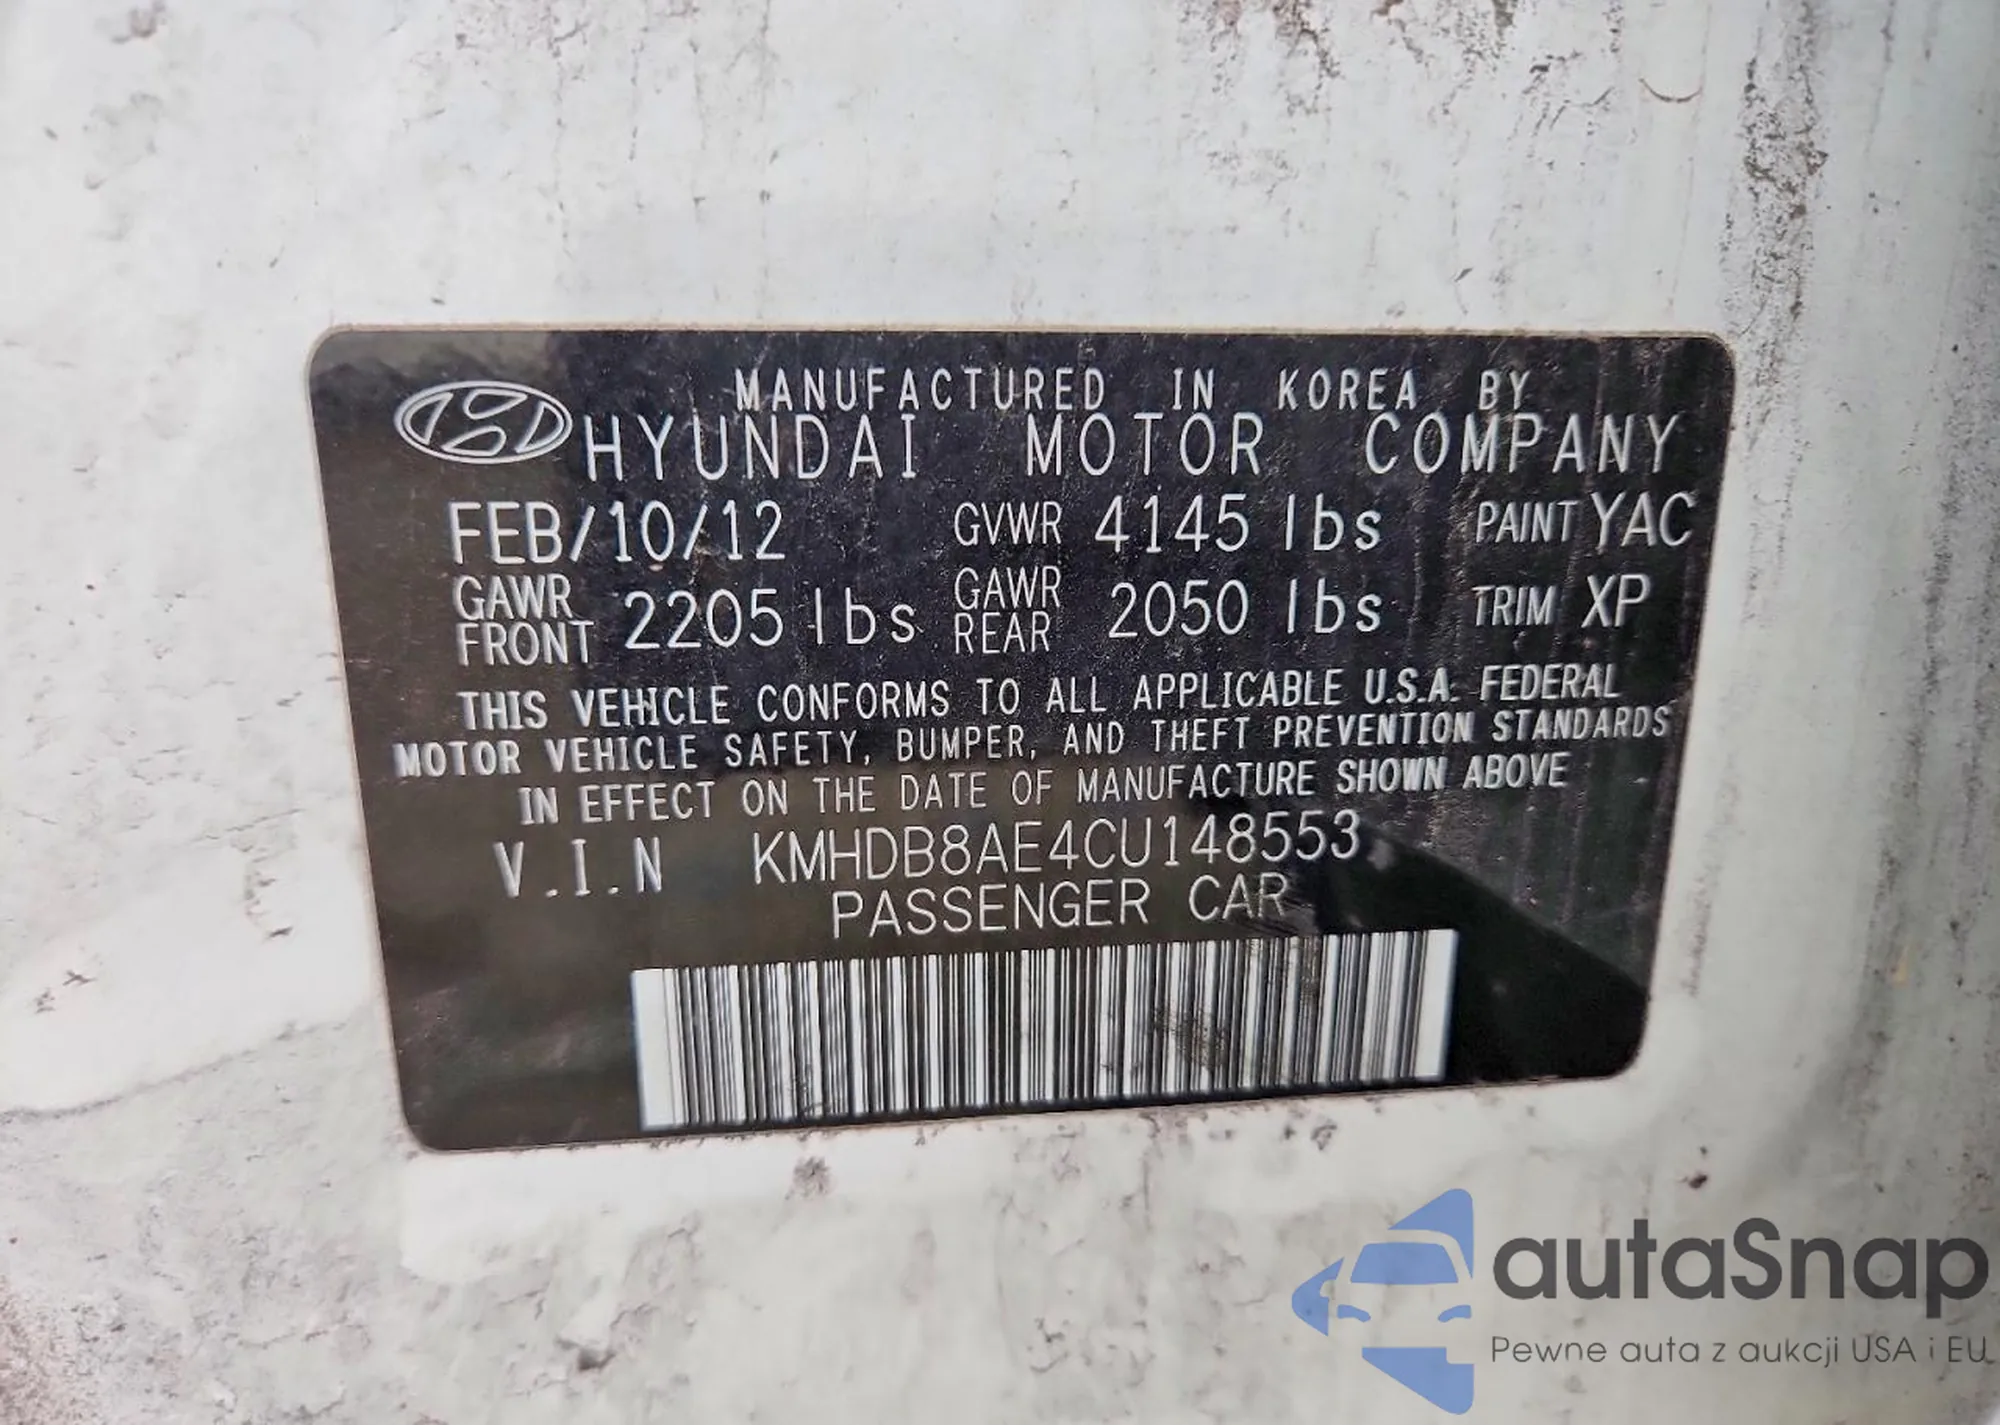 MANUFACTURED IN KOREA BY
HYUNDAI MOTOR COMPANY
FEB/10/12 GVWR 4145 lbs PAINT YAC
GAWR FRONT 2205 lbs GAWR REAR 2050 lbs TRIM XP
THIS VEHICLE CONFORMS TO ALL APPLICABLE U.S.A. FEDERAL
MOTOR VEHICLE SAFETY, BUMPER, AND THEFT PREVENTION STANDARDS
IN EFFECT ON THE DATE OF MANUFACTURE SHOWN ABOVE
V.I.N KMHDB8AE4CU148553
PASSENGER CAR
autaSnap
Pewne auta z aukcji USA i EU